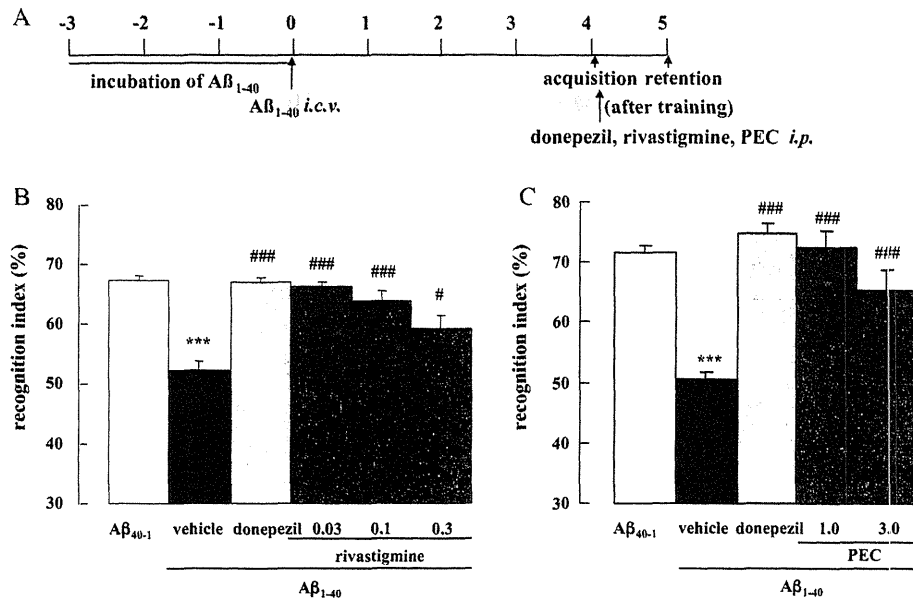 A
-3 -2 -1 0 1 2 3 4 5
incubation of Aß1-40
Aß1-40 i.c.v.
acquisition retention
(after training)
donepezil, rivastigmine, PEC i.p.
B
recognition index (%)
80
70
60
50
40
30
***
###
###
###
#
Aβ40-1 vehicle donepezil 0.03 0.1 0.3
rivastigmine
Aβ1-40
C
recognition index (%)
80
70
60
50
40
30
***
###
###
###
Aβ40-1 vehicle donepezil 1.0 3.0
PEC
Aβ1-40